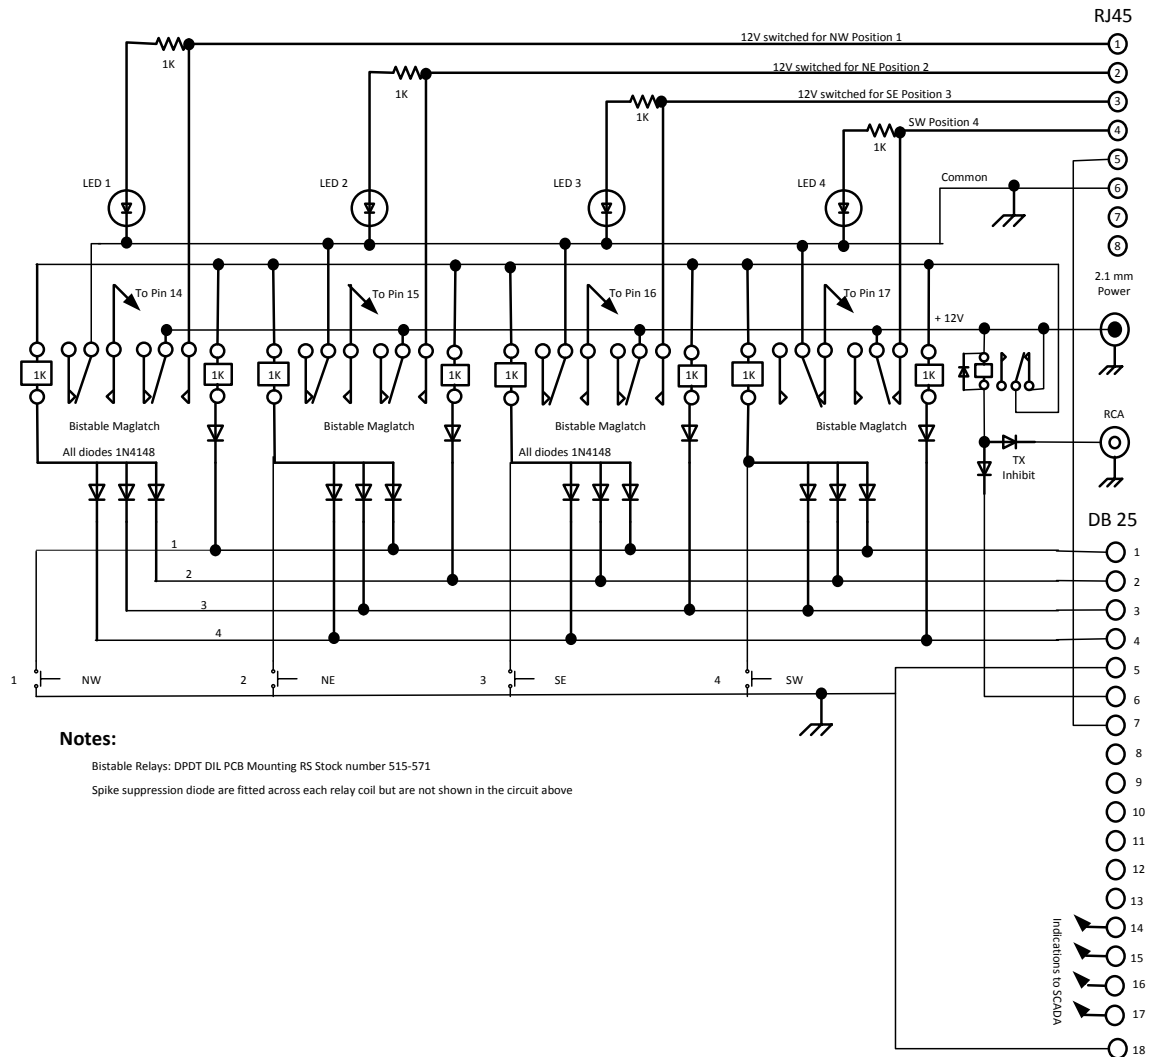 RJ45
12V switched for NW Position 1
1
1K
12V switched for NE Position 2
2
1K
12V switched for SE Position 3
3
1K
SW Position 4
4
1K
5
LED 1
LED 2
LED 3
LED 4
Common
6
7
8
2.1 mm
Power
To Pin 14
To Pin 15
To Pin 16
To Pin 17
+ 12V
1K
1K
1K
1K
1K
1K
1K
1K
Bistable Maglatch
Bistable Maglatch
Bistable Maglatch
Bistable Maglatch
RCA
All diodes 1N4148
All diodes 1N4148
TX
Inhibit
DB 25
1
1
2
2
3
3
4
4
5
1
NW
2
NE
3
SE
4
SW
6
7
Notes:
8
Bistable Relays: DPDT DIL PCB Mounting RS Stock number 515-571
9
Spike suppression diode are fitted across each relay coil but are not shown in the circuit above
10
11
12
13
Indications to SCADA
14
15
16
17
18